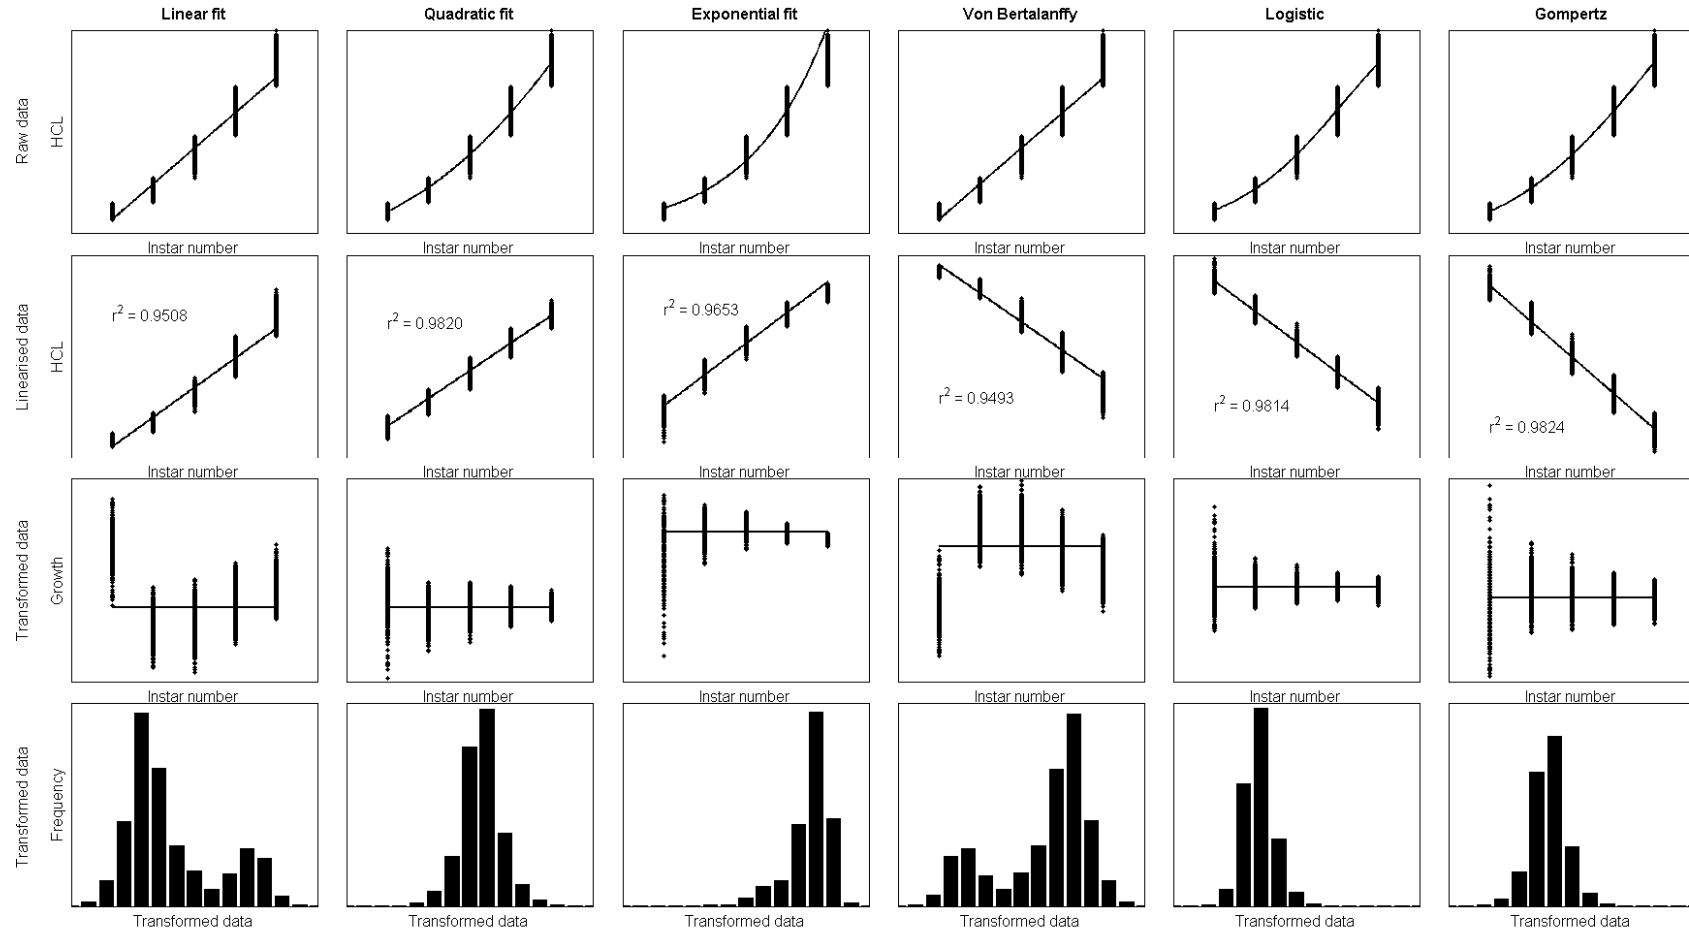 Linear fit
Quadratic fit
Exponential fit
Von Bertalanffy
Logistic
Gompertz
Raw data
HCL
Instar number
Instar number
Instar number
Instar number
Instar number
Instar number
Linearised data
HCL
r² = 0.9508
r² = 0.9820
r² = 0.9653
r² = 0.9493
r² = 0.9814
r² = 0.9824
Instar number
Instar number
Instar number
Instar number
Instar number
Instar number
Transformed data
Growth
Instar number
Instar number
Instar number
Instar number
Instar number
Instar number
Transformed data
Frequency
Transformed data
Transformed data
Transformed data
Transformed data
Transformed data
Transformed data